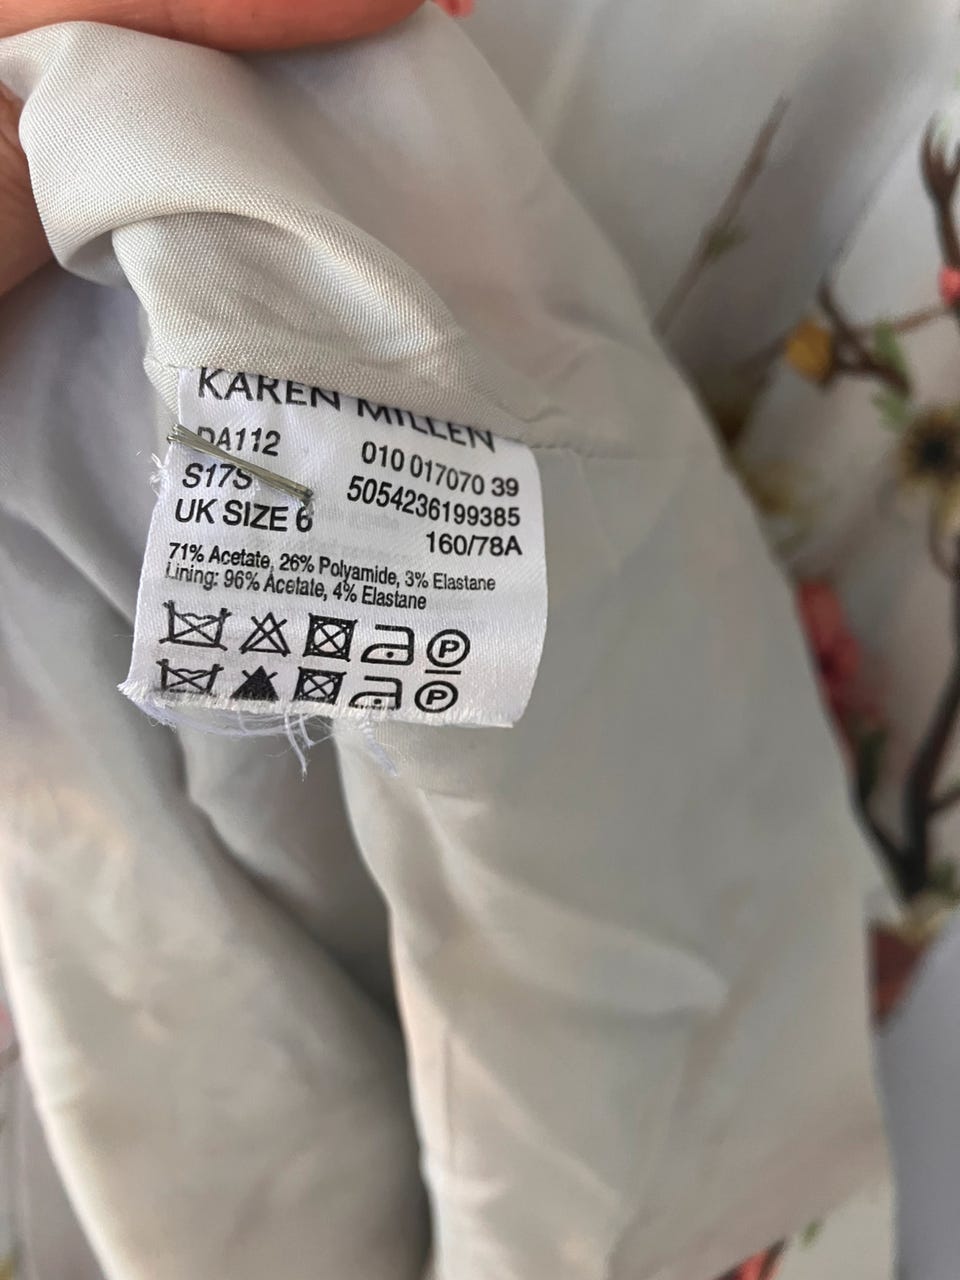 KAREN MILLEN
DA112 010 017070 39
S17S 5054236199385
UK SIZE 6 160/78A
71% Acetate, 26% Polyamide, 3% Elastane
Lining: 96% Acetate, 4% Elastane
P
P